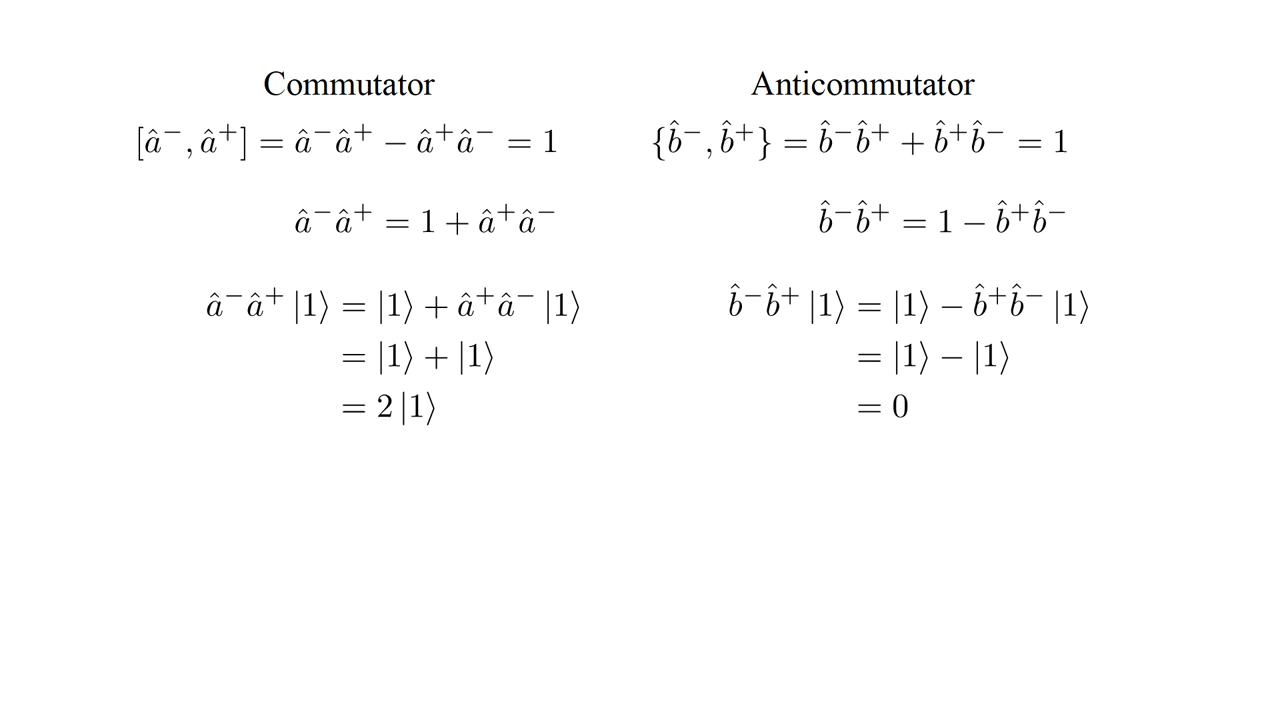 Commutator
[â⁻, â⁺] = â⁻â⁺ − â⁺â⁻ = 1
â⁻â⁺ = 1 + â⁺â⁻
â⁻â⁺ |1⟩ = |1⟩ + â⁺â⁻ |1⟩
= |1⟩ + |1⟩
= 2 |1⟩
Anticommutator
{b̂⁻, b̂⁺} = b̂⁻b̂⁺ + b̂⁺b̂⁻ = 1
b̂⁻b̂⁺ = 1 − b̂⁺b̂⁻
b̂⁻b̂⁺ |1⟩ = |1⟩ − b̂⁺b̂⁻ |1⟩
= |1⟩ − |1⟩
= 0